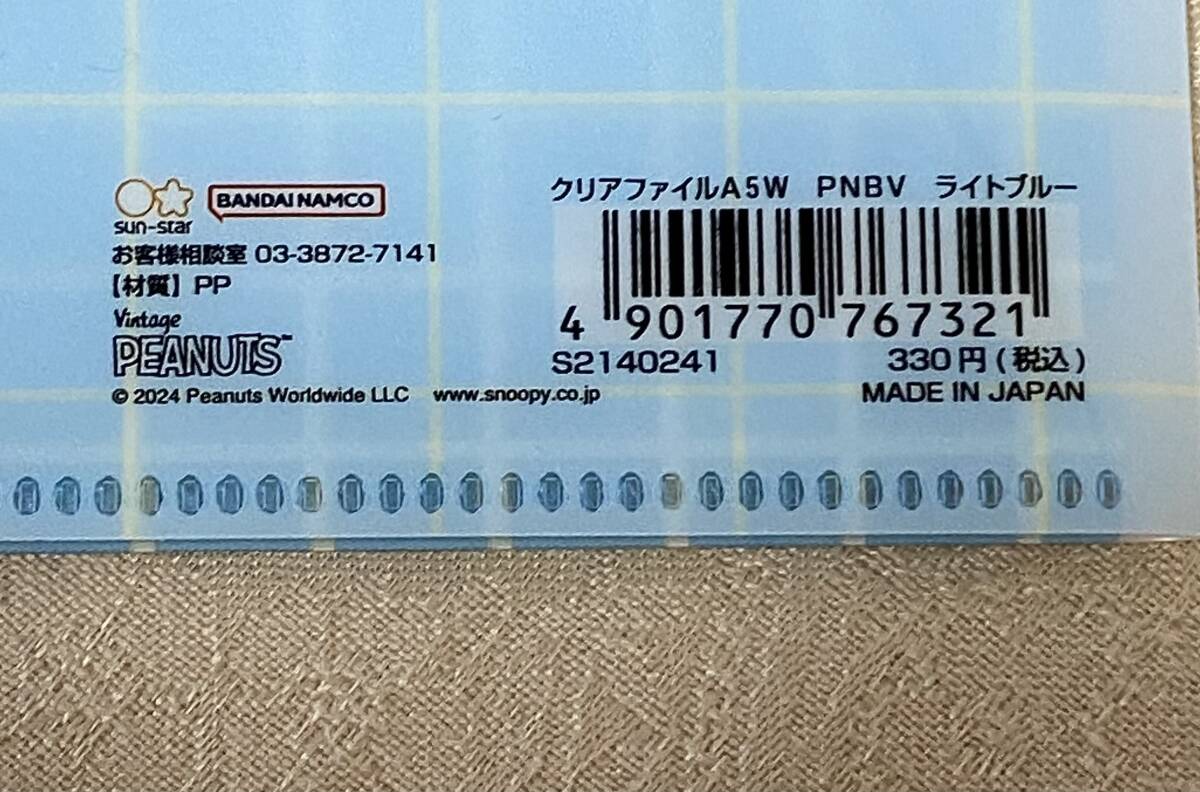 sun-star
BANDAI NAMCO
お客様相談室 03-3872-7141
【材質】 PP
Vintage
PEANUTS™
© 2024 Peanuts Worldwide LLC www.snoopy.co.jp
クリアファイルA5W PNBV ライトブルー
4 901770 767321
S2140241 330円(税込)
MADE IN JAPAN